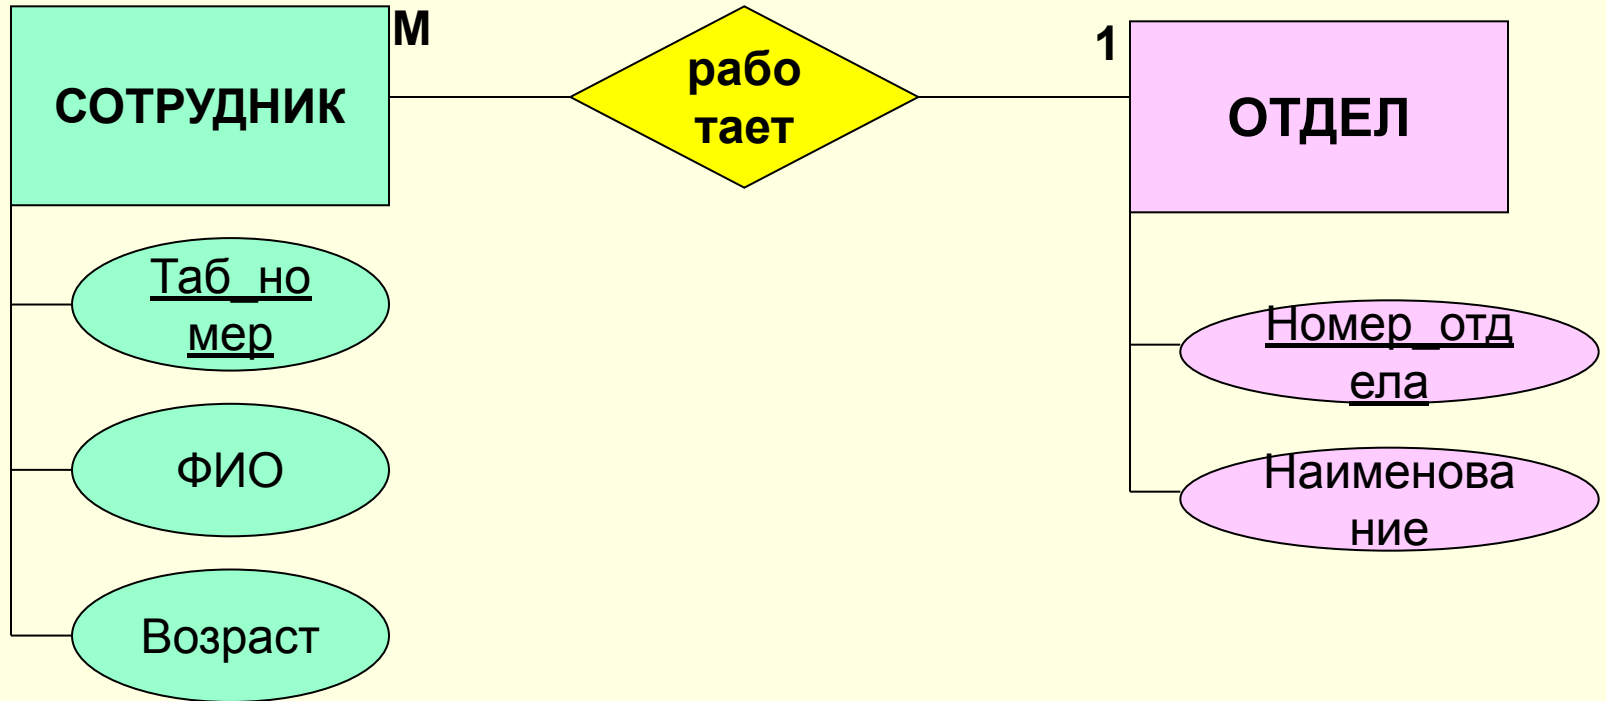 М
1
СОТРУДНИК
рабо
тает
ОТДЕЛ
Таб_но
мер
ФИО
Возраст
Номер_отд
ела
Наименова
ние